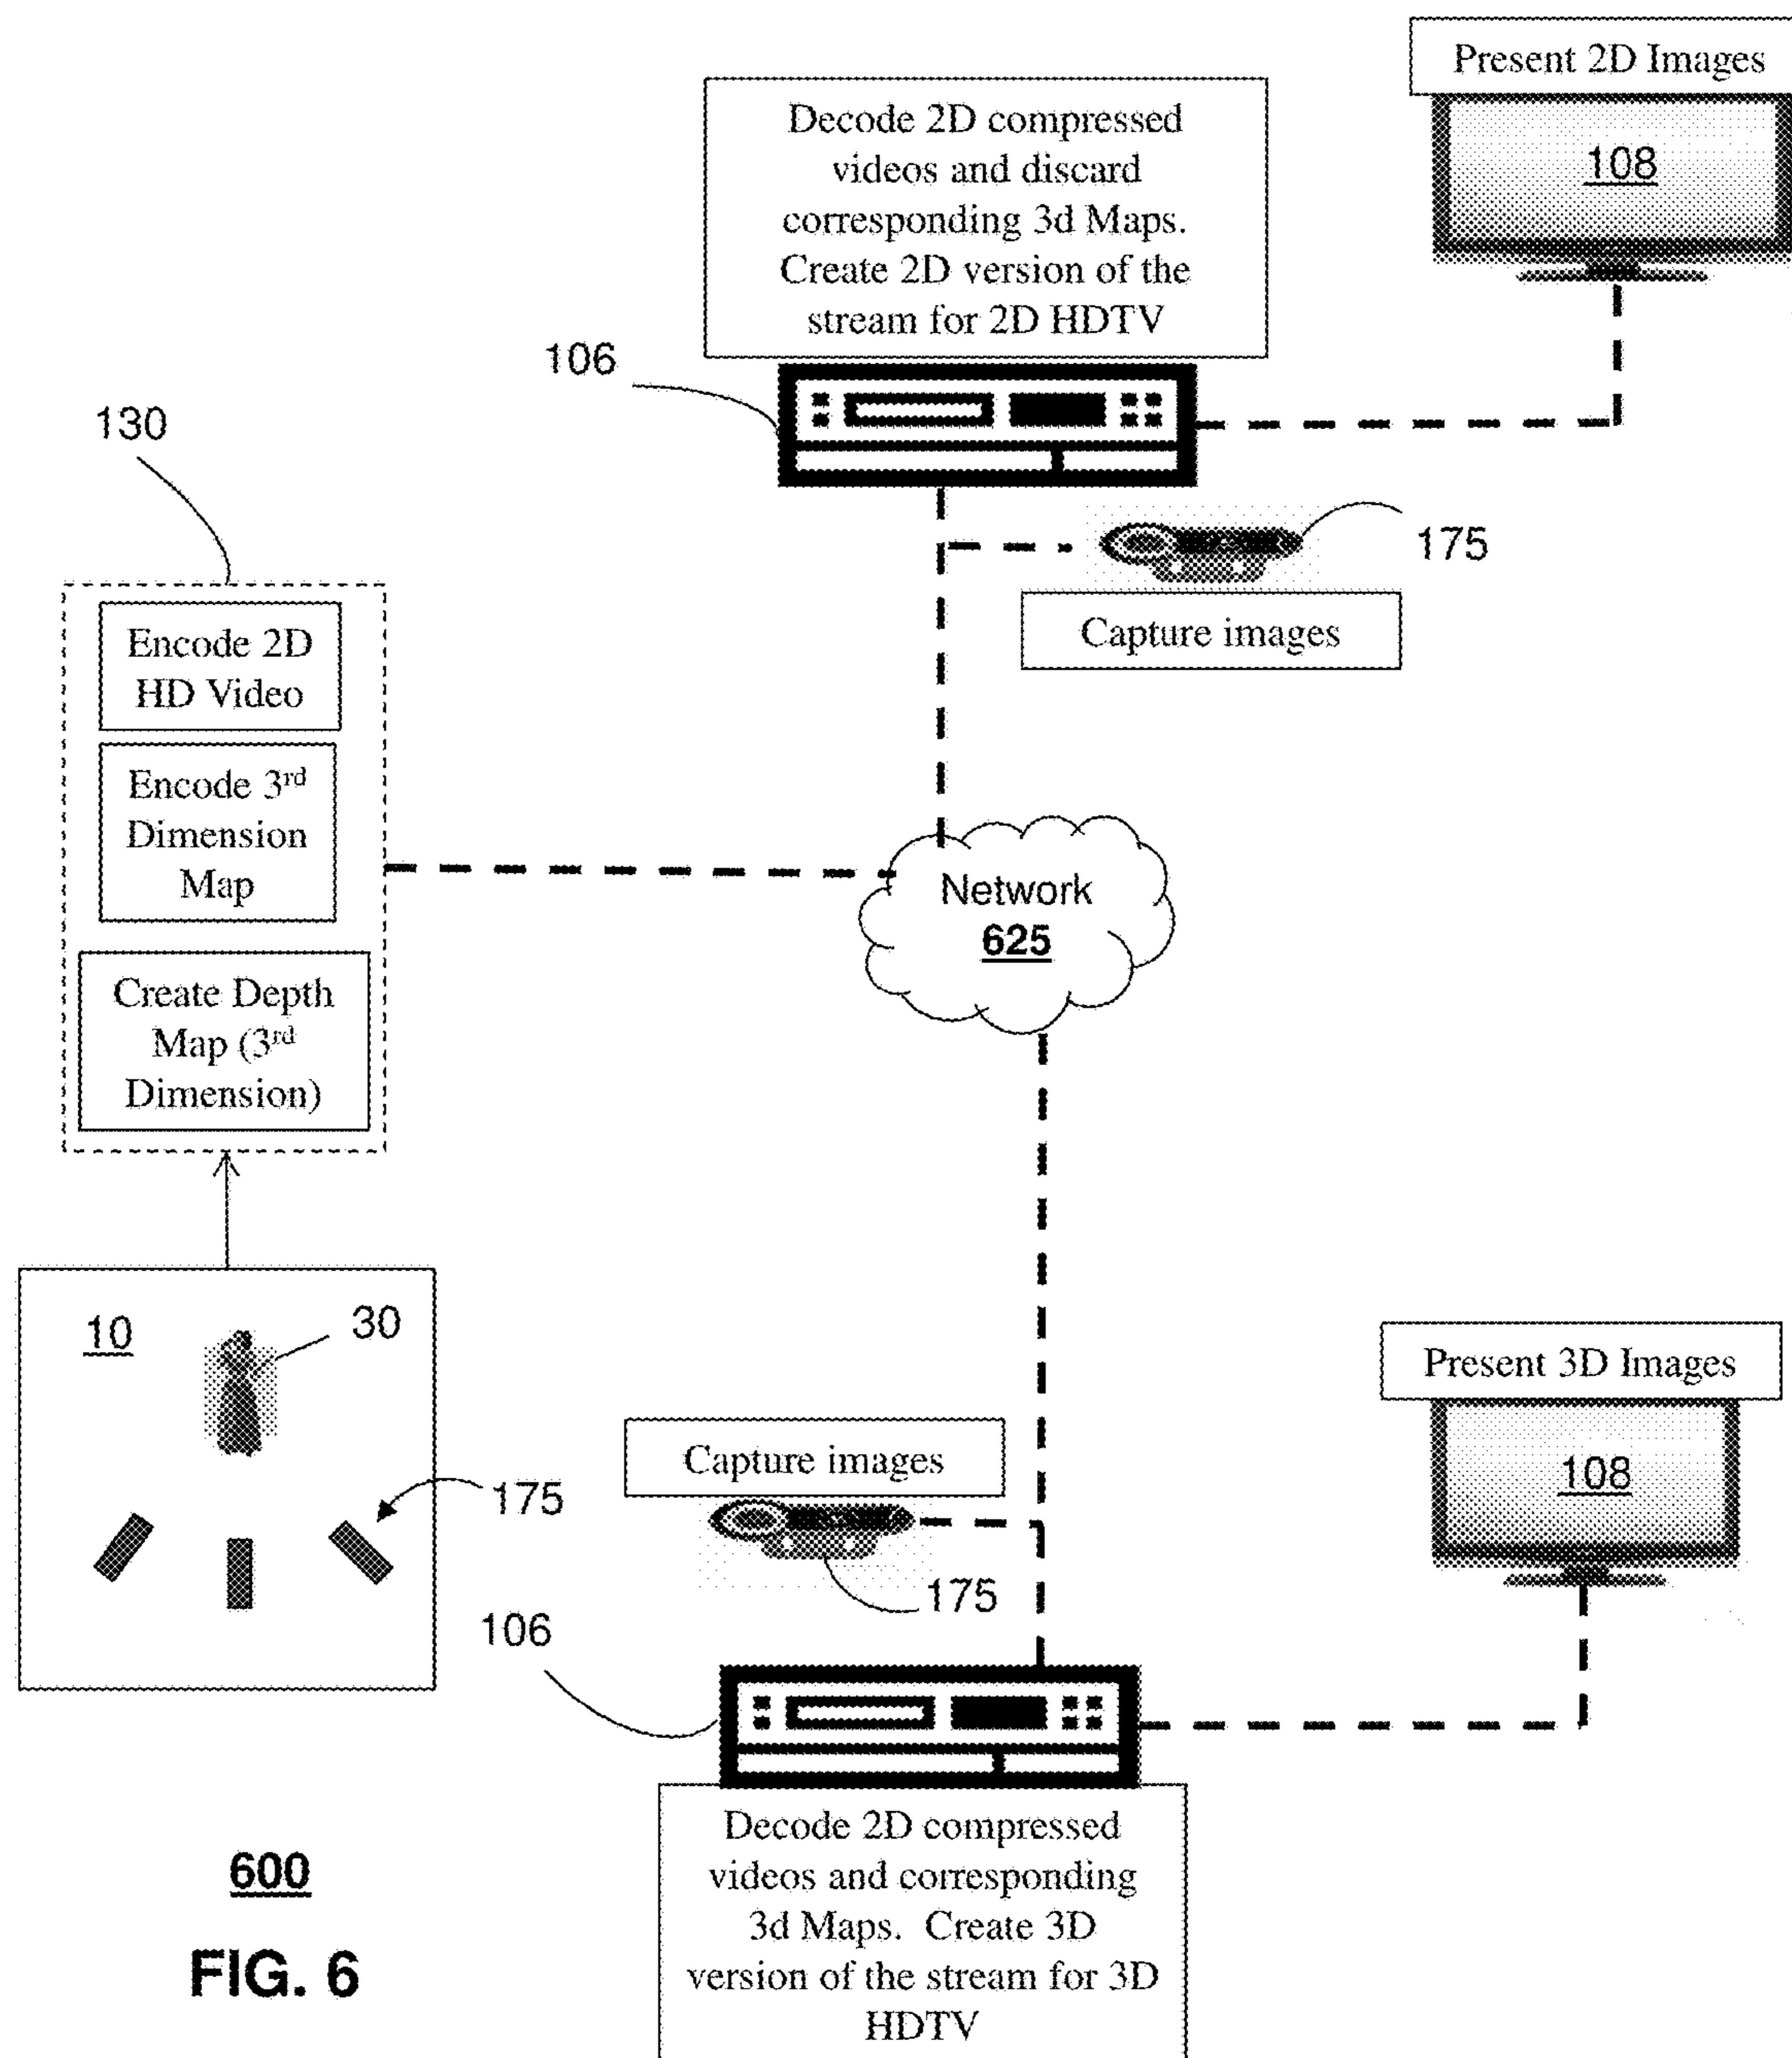 Present 2D Images
108
Decode 2D compressed
videos and discard
corresponding 3d Maps.
Create 2D version of the
stream for 2D HDTV
106
130
175
Capture images
Encode 2D
HD Video
Encode 3rd
Dimension
Map
Create Depth
Map (3rd
Dimension)
Network
625
10
30
175
Capture images
175
106
Present 3D Images
108
Decode 2D compressed
videos and corresponding
3d Maps. Create 3D
version of the stream for 3D
HDTV
600
FIG. 6